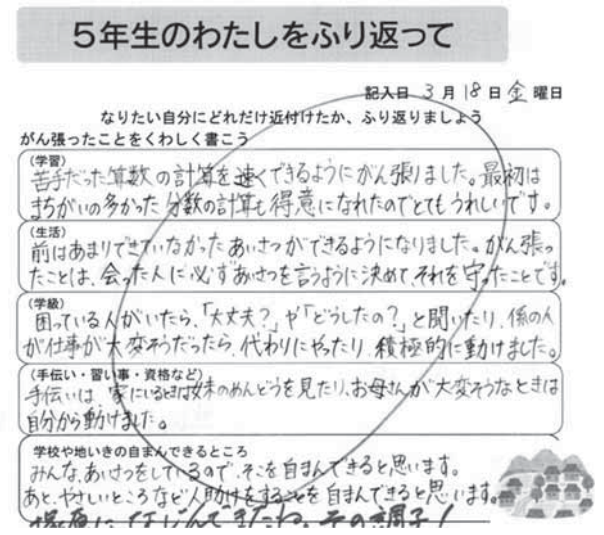 5年生のわたしをふり返って
記入日 3月18日金曜日
なりたい自分にどれだけ近付けたか、ふり返りましょう
がん張ったことをくわしく書こう
(学習)
苦手だった算数の計算を速くできるようにがん張りました。最初は
まちがいの多かった分数の計算も得意になれたのでとてもうれしいです。
(生活)
前はあまりできていなかったあいさつができるようになりました。がん張っ
たことは、会った人に必ずあいさつを言うように決めて、それを守ったことです。
(学級)
困っている人がいたら、「大丈夫?」や「どうしたの?」と聞いたり、係の人
が仕事が大変そうだったら、代わりにやったり、積極的に動けました。
(手伝い・習い事・資格など)
手伝いは、家にいるときは妹のめんどうを見たり、お母さんが大変そうなときは
自分から動けました。
学校や地いきの自まんできるところ
みんな、あいさつをしているので、そこを自まんできると思います。
あと、やさしいところなど人助けをすることを自まんできると思います。
になじんできたね。その調子!